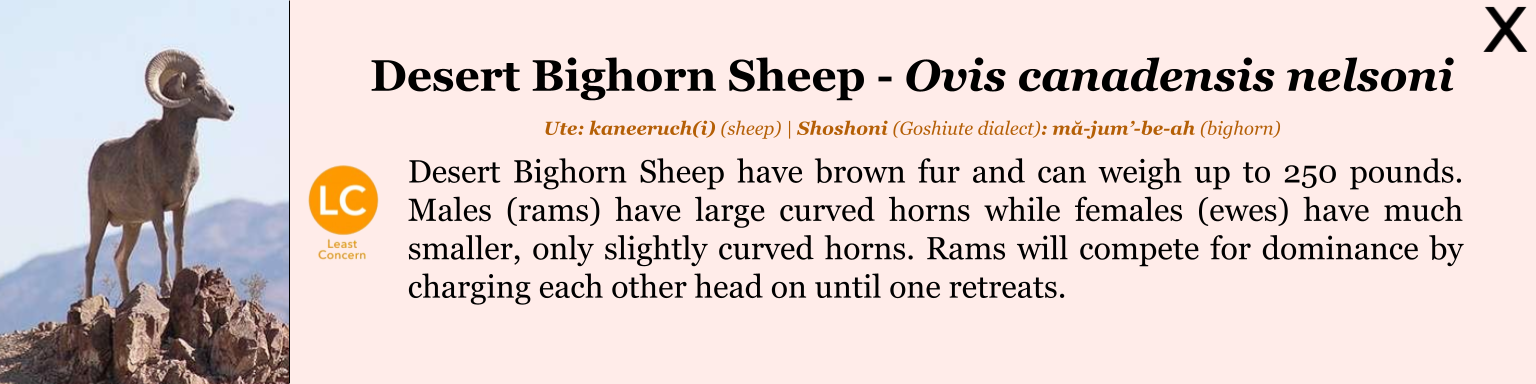 X
Desert Bighorn Sheep - Ovis canadensis nelsoni
Ute: kaneeruch(i) (sheep) | Shoshoni (Goshiute dialect): mă-jum’-be-ah (bighorn)
LC
Least
Concern
Desert Bighorn Sheep have brown fur and can weigh up to 250 pounds.
Males (rams) have large curved horns while females (ewes) have much
smaller, only slightly curved horns. Rams will compete for dominance by
charging each other head on until one retreats.